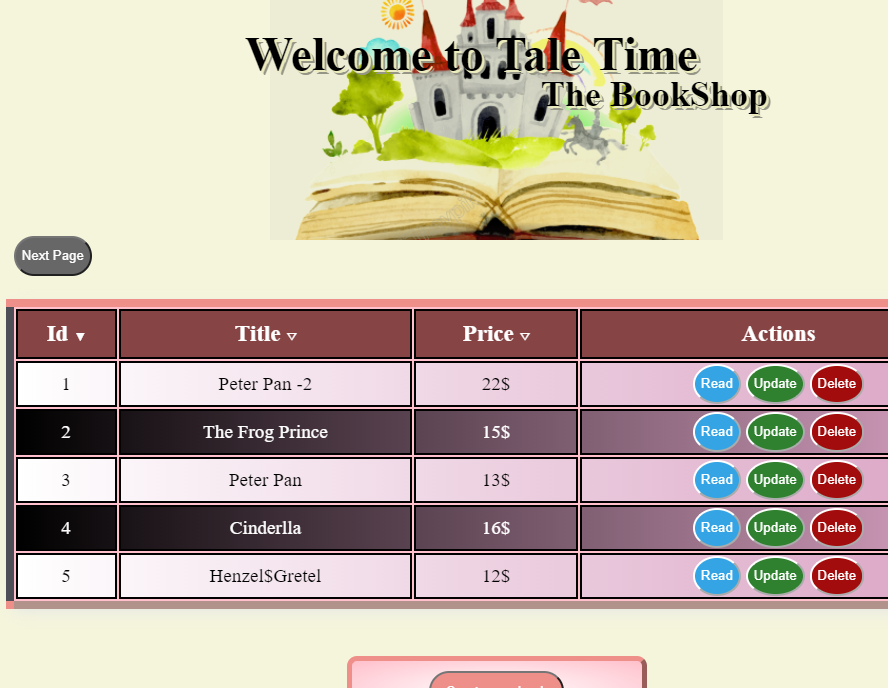 Welcome to Tale Time
The BookShop
Next Page
Id ▼ Title ▽ Price ▽ Actions
1 Peter Pan -2 22$ Read Update Delete
2 The Frog Prince 15$ Read Update Delete
3 Peter Pan 13$ Read Update Delete
4 Cinderlla 16$ Read Update Delete
5 Henzel$Gretel 12$ Read Update Delete